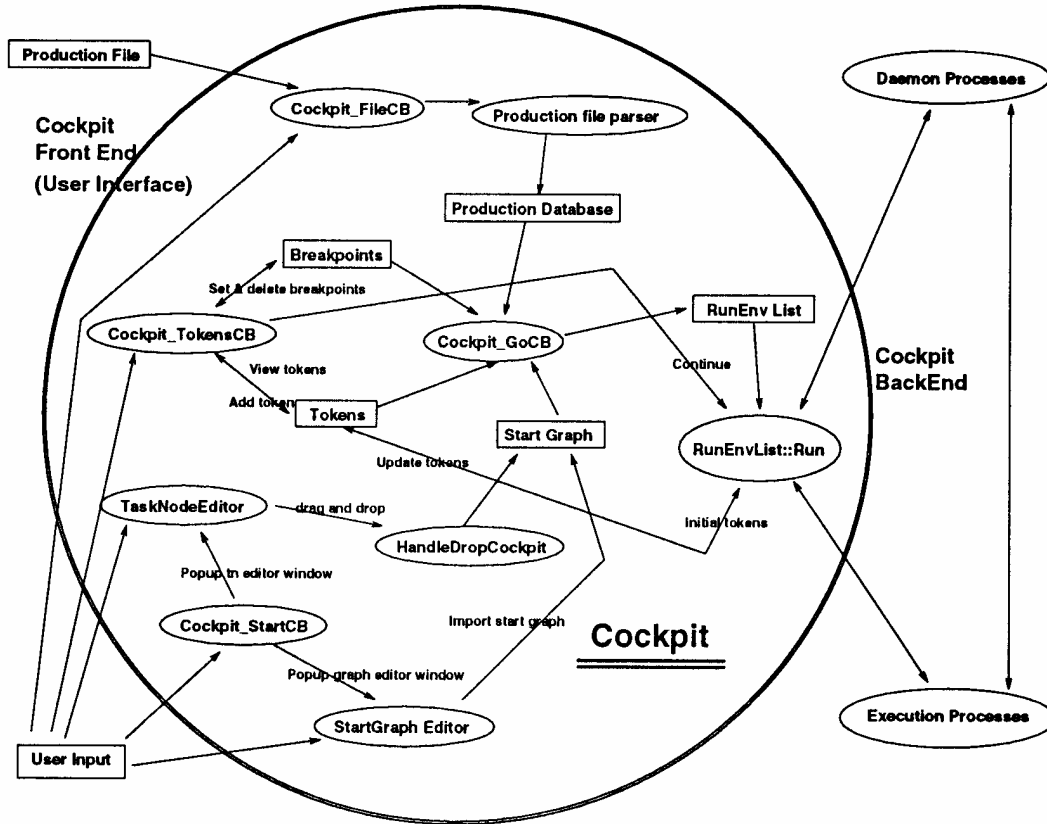 Production File
Daemon Processes
Cockpit_FileCB
Production file parser
Cockpit
Front End
(User Interface)
Production Database
Breakpoints
Set & delete breakpoints
RunEnv List
Cockpit_TokensCB
Cockpit_GoCB
Cockpit
BackEnd
View tokens
Continue
Add token
Tokens
Start Graph
RunEnvList::Run
Update tokens
TaskNodeEditor
drag and drop
Initial tokens
HandleDropCockpit
Popup tn editor window
Import start graph
Cockpit_StartCB
Cockpit
Popup graph editor window
StartGraph Editor
Execution Processes
User Input